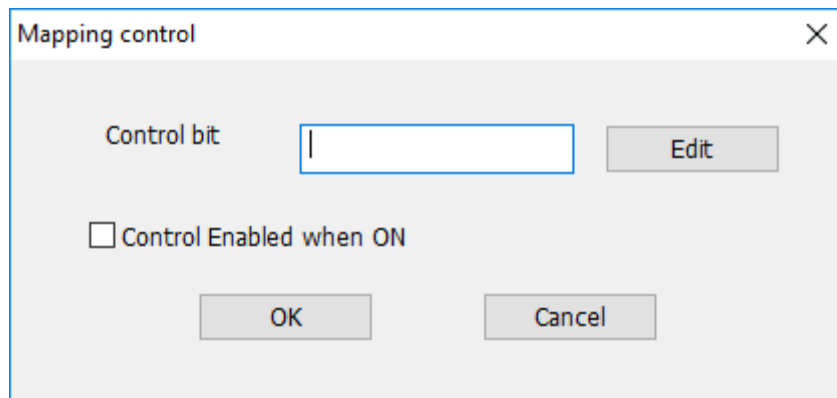 Mapping control
Control bit
Edit
Control Enabled when ON
OK
Cancel